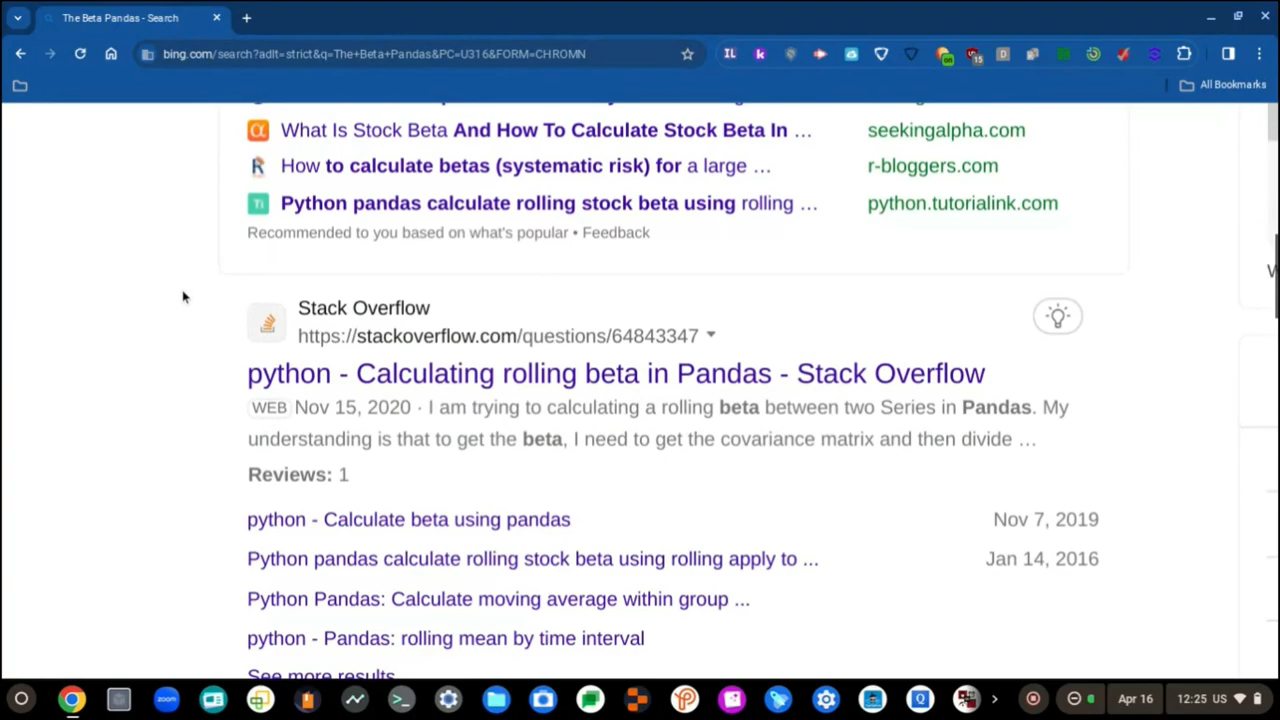 The Beta Pandas - Search
bing.com/search?adlt=strict&q=The+Beta+Pandas&PC=U316&FORM=CHROMN
All Bookmarks
What Is Stock Beta And How To Calculate Stock Beta In …
seekingalpha.com
How to calculate betas (systematic risk) for a large …
r-bloggers.com
Python pandas calculate rolling stock beta using rolling …
python.tutorialink.com
Recommended to you based on what's popular • Feedback
Stack Overflow
https://stackoverflow.com/questions/64843347
python - Calculating rolling beta in Pandas - Stack Overflow
WEB Nov 15, 2020 · I am trying to calculating a rolling beta between two Series in Pandas. My
understanding is that to get the beta, I need to get the covariance matrix and then divide …
Reviews: 1
python - Calculate beta using pandas
Nov 7, 2019
Python pandas calculate rolling stock beta using rolling apply to ...
Jan 14, 2016
Python Pandas: Calculate moving average within group ...
python - Pandas: rolling mean by time interval
See more results
zoom
Apr 16
12:25 US